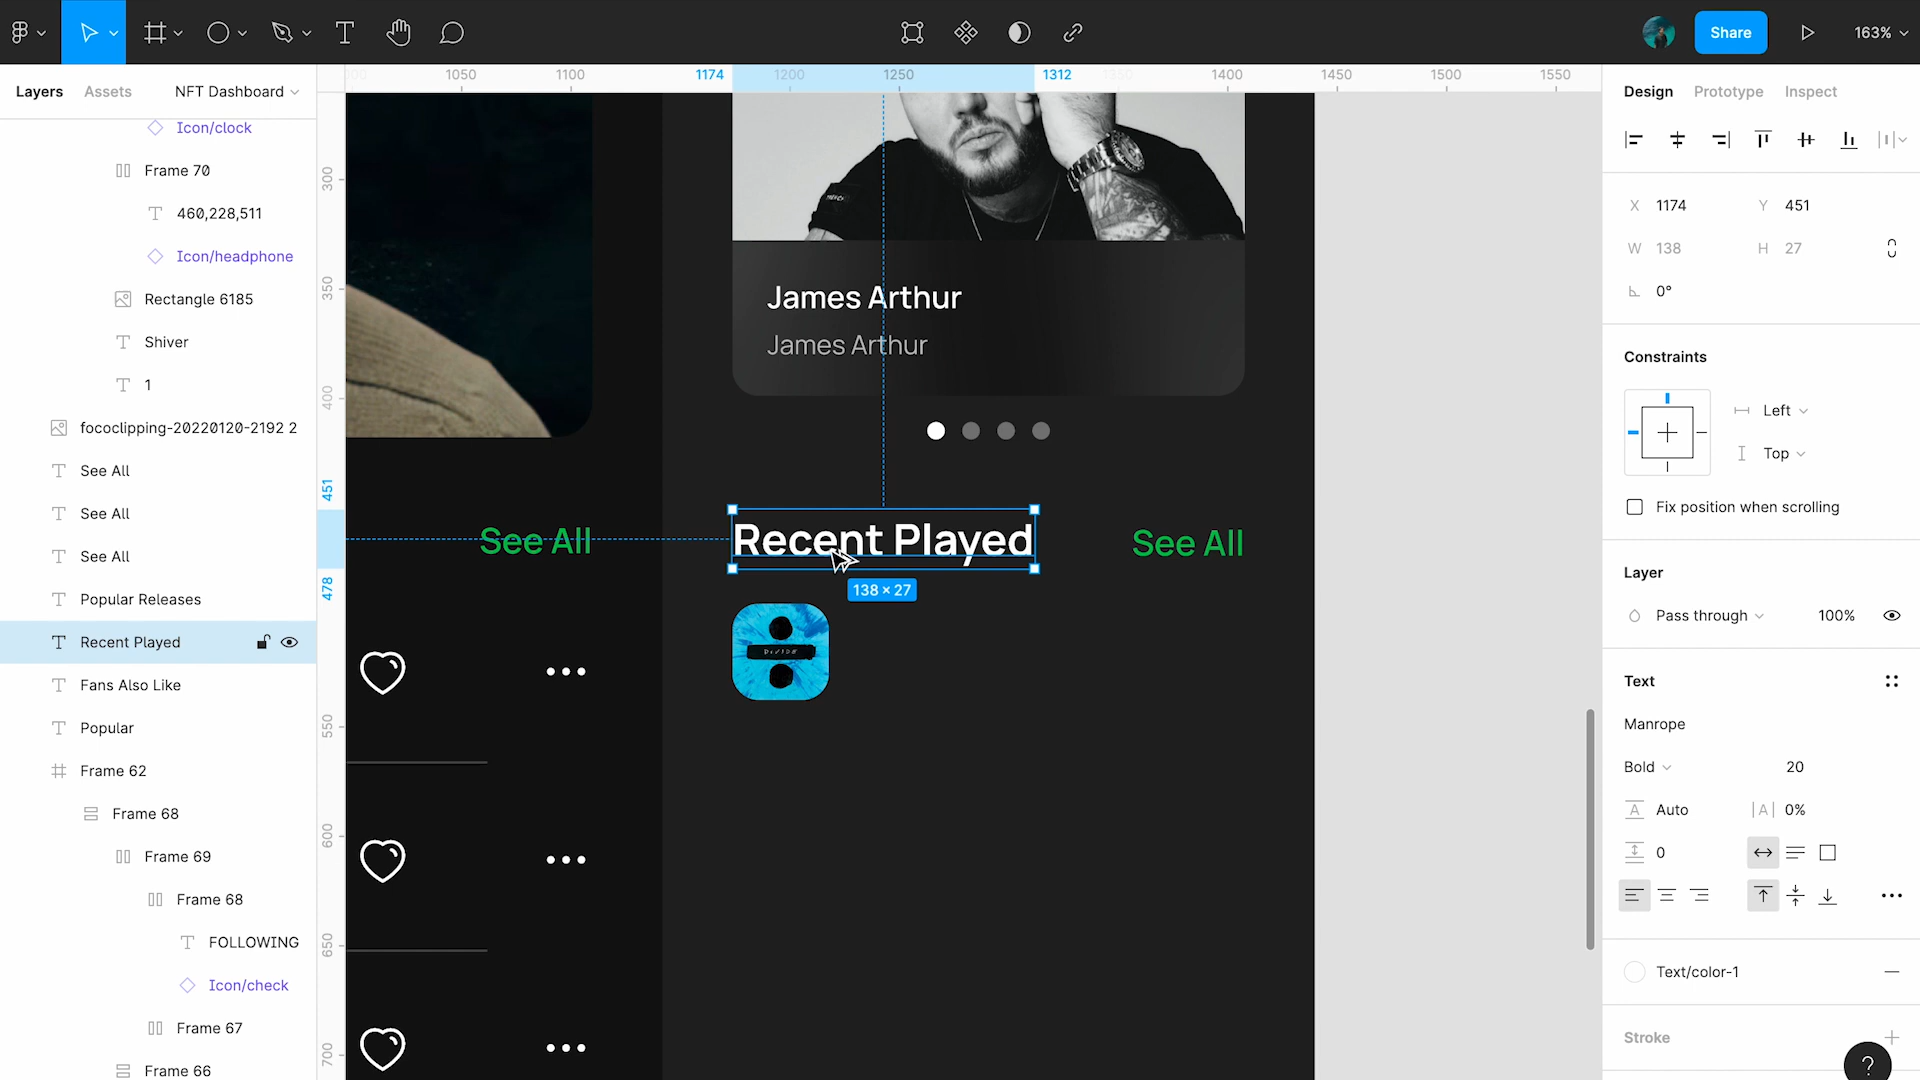 Share
163%
Layers
Assets
NFT Dashboard
Icon/clock
Frame 70
460,228,511
Icon/headphone
Rectangle 6185
Shiver
1
fococlipping-20220120-2192 2
See All
See All
See All
Popular Releases
Recent Played
Fans Also Like
Popular
Frame 62
Frame 68
Frame 69
Frame 68
FOLLOWING
Icon/check
Frame 67
Frame 66
1050
1100
1174
1200
1250
1312
1400
1450
1500
1550
300
350
400
451
478
550
600
650
700
James Arthur
James Arthur
See All
Recent Played
See All
138 × 27
DIVIDE
Design
Prototype
Inspect
X 1174
Y 451
W 138
H 27
0°
Constraints
Left
Top
Fix position when scrolling
Layer
Pass through
100%
Text
Manrope
Bold
20
A Auto
|A| 0%
0
Text/color-1
Stroke
?